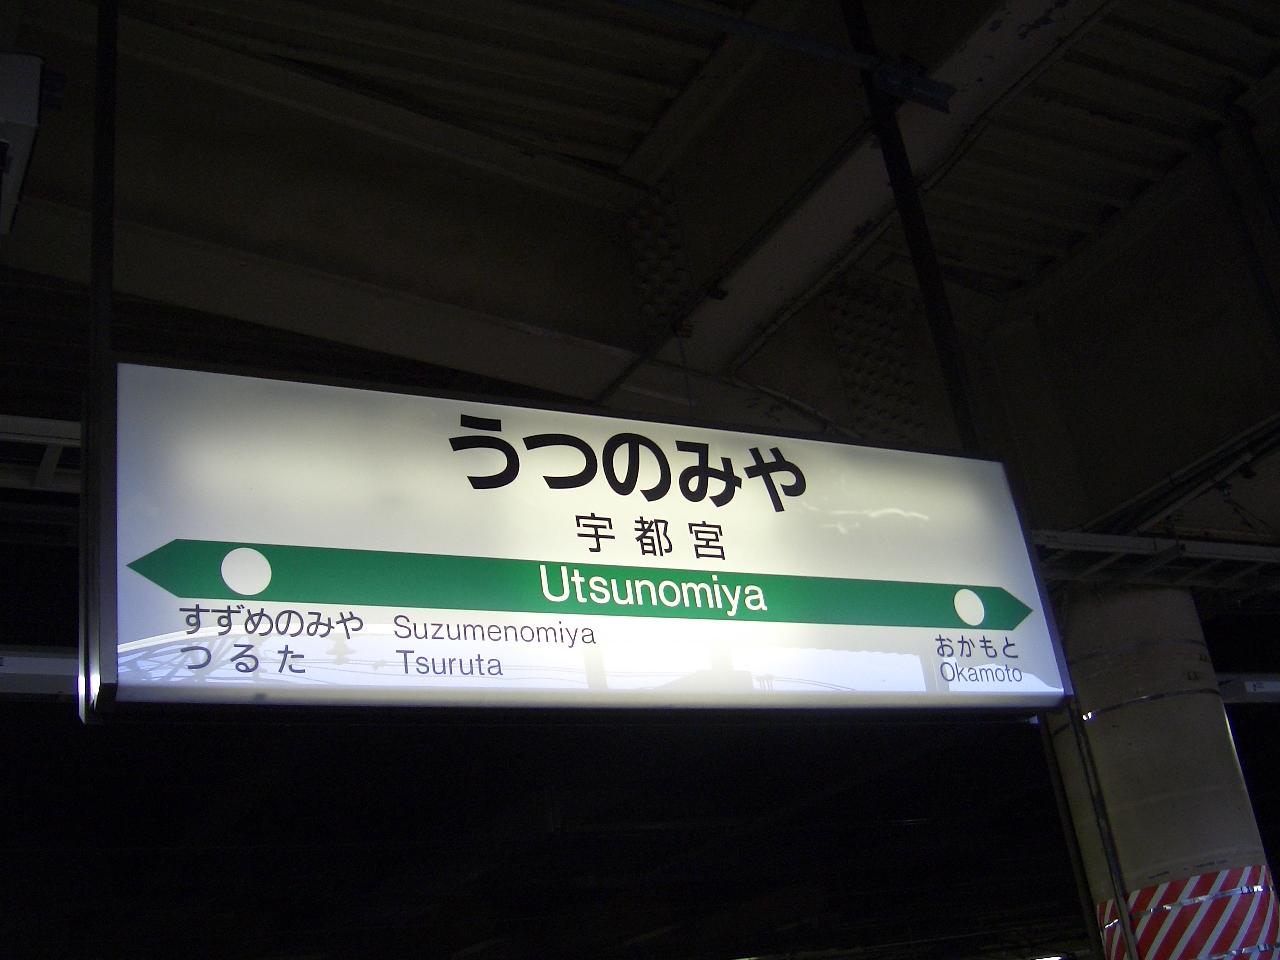 うつのみや
宇都宮
Utsunomiya
すずめのみや Suzumenomiya
つるた Tsuruta
おかもと
Okamoto